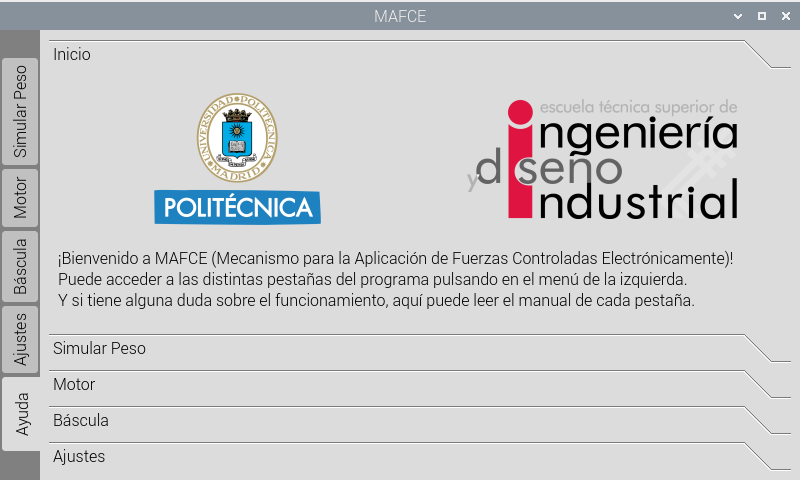 MAFCE
Simular Peso
Motor
Báscula
Ajustes
Ayuda
Inicio
UNIVERSIDAD POLITÉCNICA
MADRID
POLITÉCNICA
escuela técnica superior de
ingeniería
y diseño
industrial
¡Bienvenido a MAFCE (Mecanismo para la Aplicación de Fuerzas Controladas Electrónicamente)!
Puede acceder a las distintas pestañas del programa pulsando en el menú de la izquierda.
Y si tiene alguna duda sobre el funcionamiento, aquí puede leer el manual de cada pestaña.
Simular Peso
Motor
Báscula
Ajustes